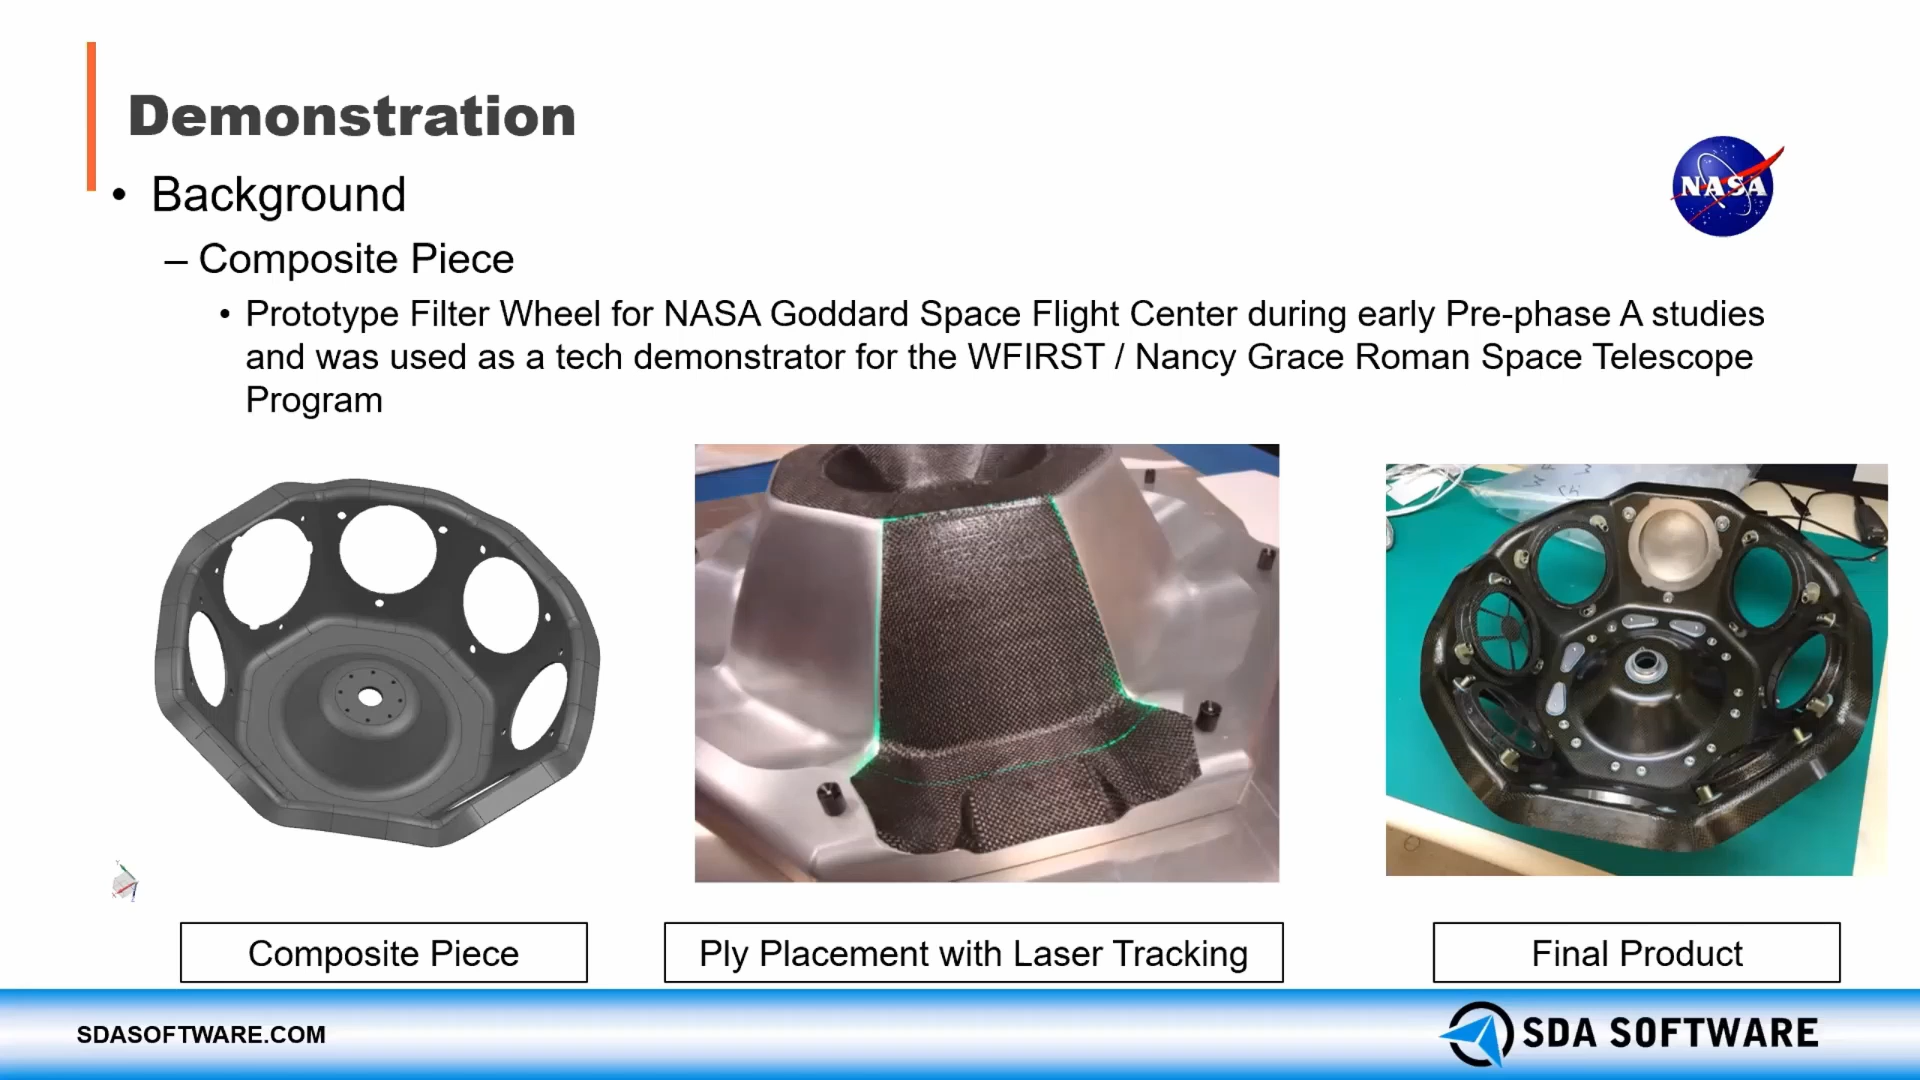 Demonstration
• Background
– Composite Piece
• Prototype Filter Wheel for NASA Goddard Space Flight Center during early Pre-phase A studies
and was used as a tech demonstrator for the WFIRST / Nancy Grace Roman Space Telescope
Program
NASA
Composite Piece
Ply Placement with Laser Tracking
Final Product
SDASOFTWARE.COM
SDA SOFTWARE